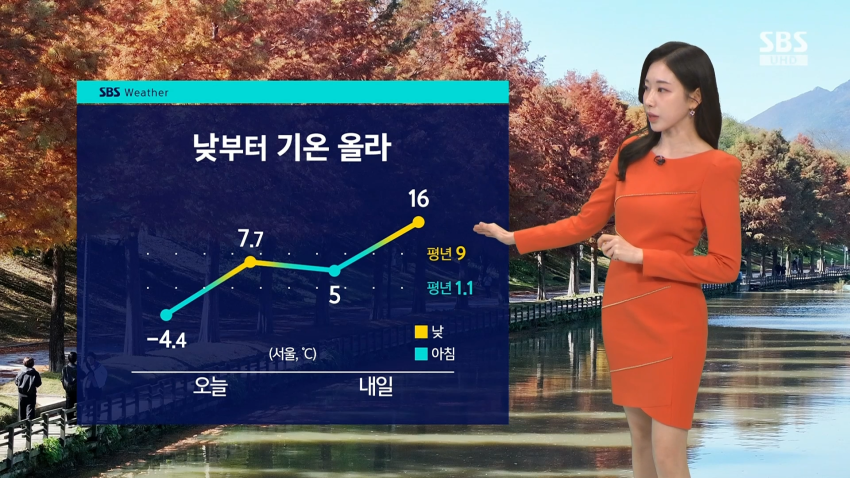 SBS
UHD
SBS Weather
낮부터 기온 올라
16
7.7
평년 9
평년 1.1
5
-4.4
낮
(서울, ℃)
아침
오늘
내일